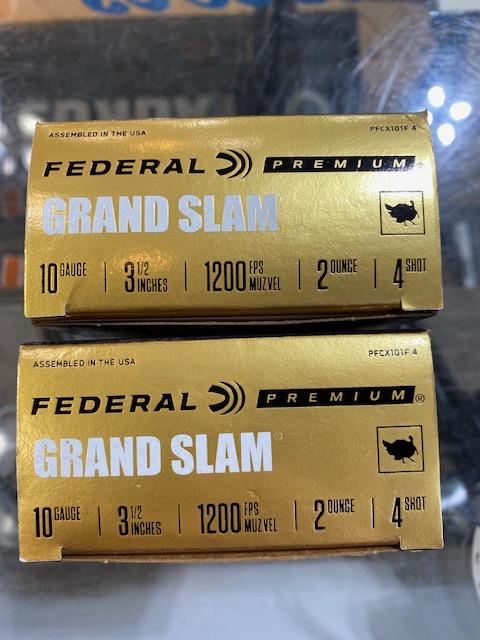 ASSEMBLED IN THE USA PFCX101F 4
FEDERAL PREMIUM®
GRAND SLAM
10 GAUGE | 3 1/2 INCHES | 1200 FPS MUZ VEL | 2 OUNCE | 4 SHOT
ASSEMBLED IN THE USA PFCX101F 4
FEDERAL PREMIUM®
GRAND SLAM
10 GAUGE | 3 1/2 INCHES | 1200 FPS MUZ VEL | 2 OUNCE | 4 SHOT